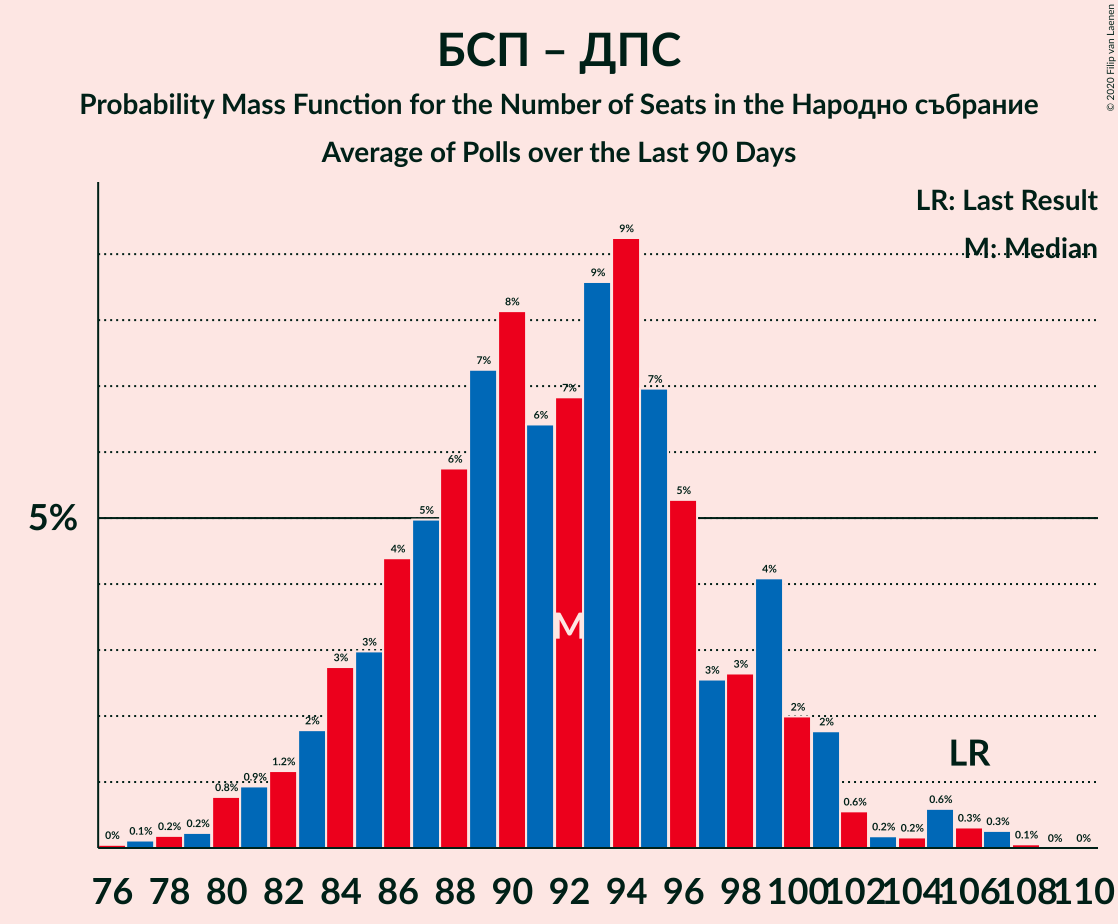 БСП – ДПС
Probability Mass Function for the Number of Seats in the Народно събрание
Average of Polls over the Last 90 Days
© 2020 Filip van Laenen
LR: Last Result
M: Median
5%
0% 0.1% 0.2% 0.2% 0.8% 0.9% 1.2% 2% 3% 3% 4% 5% 6% 7% 8% 6% 7% 9% 9% 7% 5% 3% 3% 4% 2% 2% 0.6% 0.2% 0.2% 0.6% 0.3% 0.3% 0.1% 0% 0%
M
LR
76 78 80 82 84 86 88 90 92 94 96 98 100 102 104 106 108 110